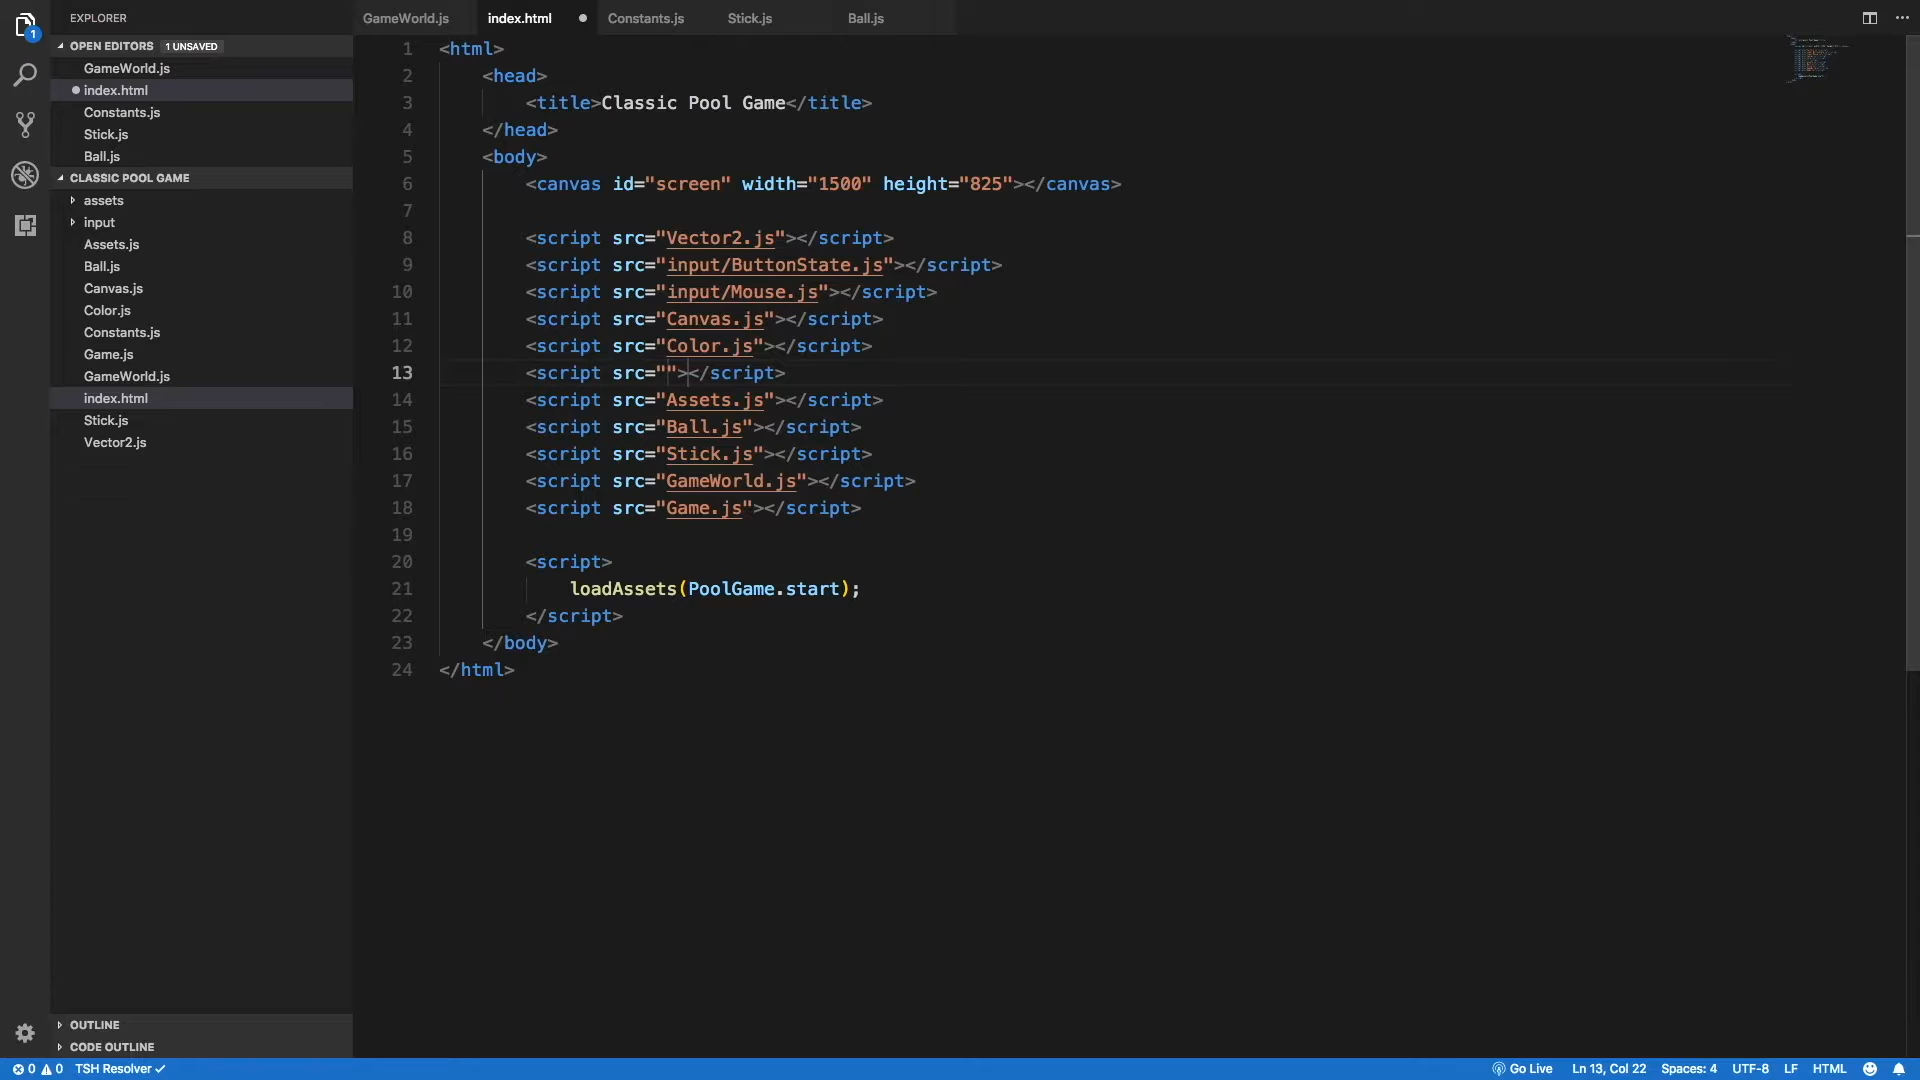 EXPLORER
GameWorld.js index.html Constants.js Stick.js Ball.js
1
OPEN EDITORS 1 UNSAVED
GameWorld.js
index.html
Constants.js
Stick.js
Ball.js
CLASSIC POOL GAME
assets
input
Assets.js
Ball.js
Canvas.js
Color.js
Constants.js
Game.js
GameWorld.js
index.html
Stick.js
Vector2.js
OUTLINE
CODE OUTLINE
1 <html>
2 <head>
3 <title>Classic Pool Game</title>
4 </head>
5 <body>
6 <canvas id="screen" width="1500" height="825"></canvas>
7
8 <script src="Vector2.js"></script>
9 <script src="input/ButtonState.js"></script>
10 <script src="input/Mouse.js"></script>
11 <script src="Canvas.js"></script>
12 <script src="Color.js"></script>
13 <script src=""></script>
14 <script src="Assets.js"></script>
15 <script src="Ball.js"></script>
16 <script src="Stick.js"></script>
17 <script src="GameWorld.js"></script>
18 <script src="Game.js"></script>
19
20 <script>
21 loadAssets(PoolGame.start);
22 </script>
23 </body>
24 </html>
0 0 TSH Resolver Go Live Ln 13, Col 22 Spaces: 4 UTF-8 LF HTML